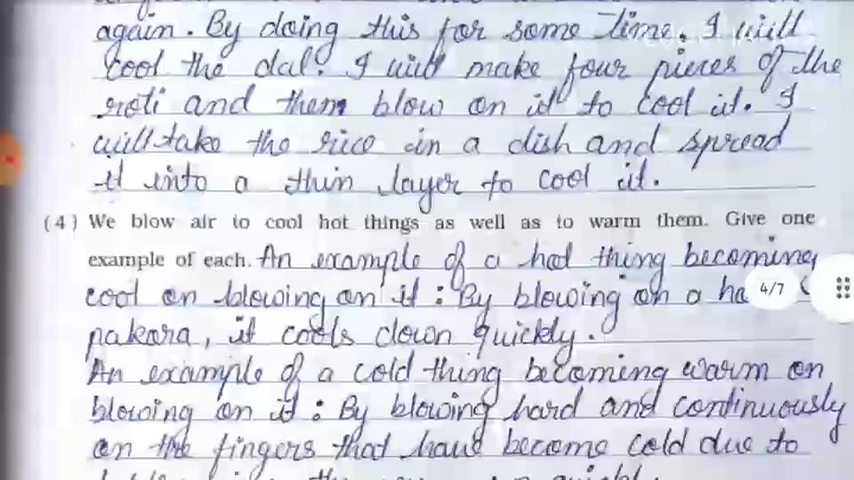 again. By doing this for some time, I will
cool the dal. I will make four pieces of the
roti and them blow on it to cool it. I
will take the rice in a dish and spread
it into a thin layer to cool it.
(4) We blow air to cool hot things as well as to warm them. Give one
example of each. An example of a hot thing becoming
cool on blowing on it : By blowing on a
4/7
pakora, it cools down quickly.
An example of a cold thing becoming warm on
blowing on it : By blowing hard and continuously
on the fingers that have become cold due to
quickly.